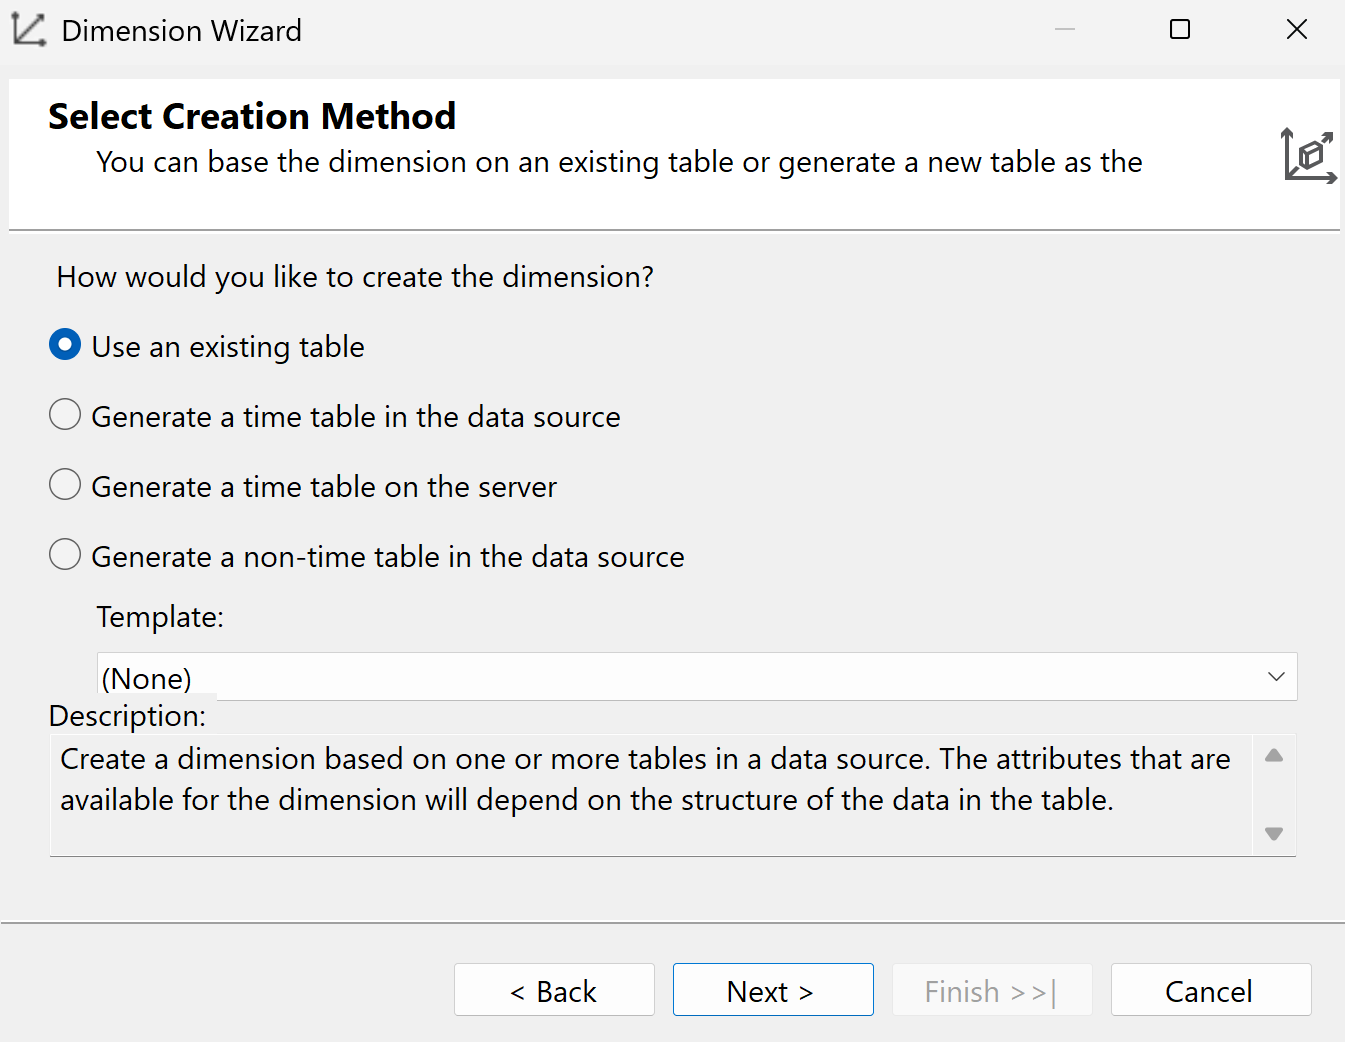 Dimension Wizard
Select Creation Method
You can base the dimension on an existing table or generate a new table as the
How would you like to create the dimension?
Use an existing table
Generate a time table in the data source
Generate a time table on the server
Generate a non-time table in the data source
Template:
(None)
Description:
Create a dimension based on one or more tables in a data source. The attributes that are
available for the dimension will depend on the structure of the data in the table.
< Back
Next >
Finish >>|
Cancel